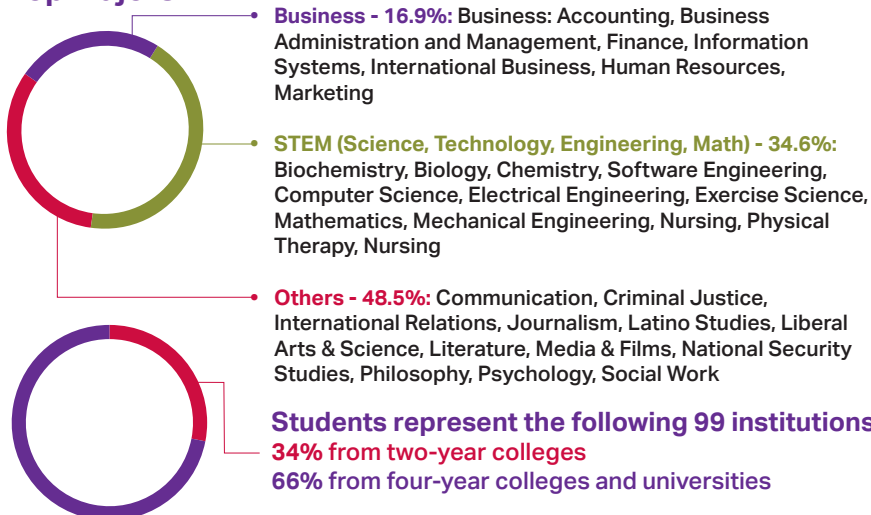 Business - 16.9%: Business: Accounting, Business
Administration and Management, Finance, Information
Systems, International Business, Human Resources,
Marketing
STEM (Science, Technology, Engineering, Math) - 34.6%:
Biochemistry, Biology, Chemistry, Software Engineering,
Computer Science, Electrical Engineering, Exercise Science,
Mathematics, Mechanical Engineering, Nursing, Physical
Therapy, Nursing
Others - 48.5%: Communication, Criminal Justice,
International Relations, Journalism, Latino Studies, Liberal
Arts & Science, Literature, Media & Films, National Security
Studies, Philosophy, Psychology, Social Work
Students represent the following 99 institutions
34% from two-year colleges
66% from four-year colleges and universities